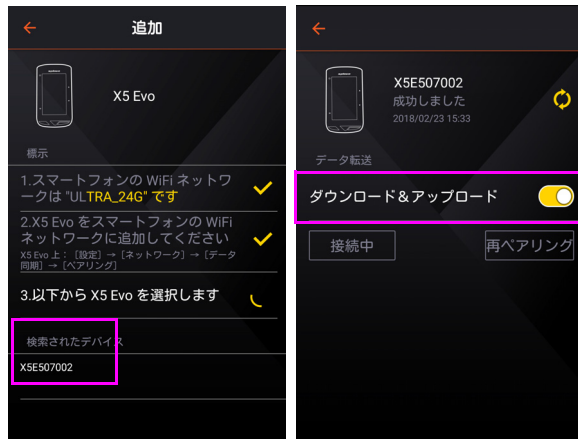 追加
X5 Evo
標示
1.スマートフォンの WiFi ネットワ
ークは "ULTRA_24G" です
2.X5 Evo をスマートフォンの WiFi
ネットワークに追加してください
X5 Evo 上： [設定] → [ネットワーク] → [データ
同期] → [ペアリング]
3.以下から X5 Evo を選択します
検索されたデバイス
X5E507002
X5E507002
成功しました
2018/02/23 15:33
データ転送
ダウンロード＆アップロード
接続中
再ペアリング